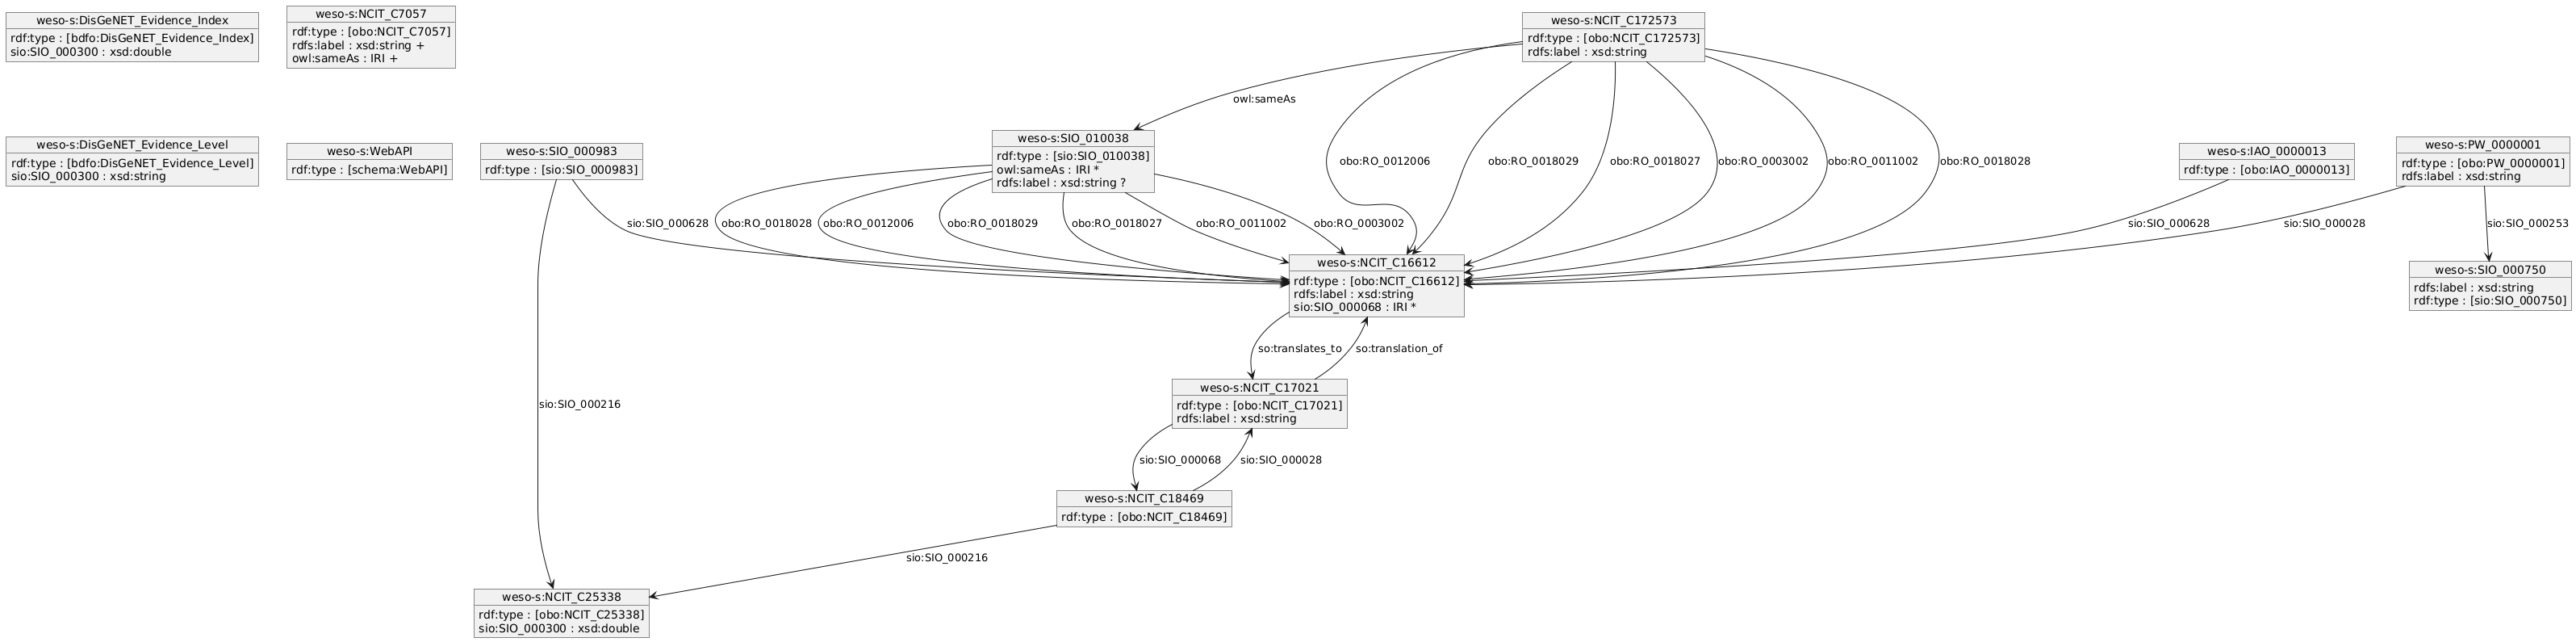 weso-s:DisGeNET_Evidence_Index
rdf:type : [bdfo:DisGeNET_Evidence_Index]
sio:SIO_000300 : xsd:double
weso-s:NCIT_C7057
rdf:type : [obo:NCIT_C7057]
rdfs:label : xsd:string +
owl:sameAs : IRI +
weso-s:NCIT_C172573
rdf:type : [obo:NCIT_C172573]
rdfs:label : xsd:string
owl:sameAs
weso-s:DisGeNET_Evidence_Level
rdf:type : [bdfo:DisGeNET_Evidence_Level]
sio:SIO_000300 : xsd:string
weso-s:WebAPI
rdf:type : [schema:WebAPI]
weso-s:SIO_000983
rdf:type : [sio:SIO_000983]
weso-s:SIO_010038
rdf:type : [sio:SIO_010038]
owl:sameAs : IRI *
rdfs:label : xsd:string ?
obo:RO_0012006
obo:RO_0018029
obo:RO_0018027
obo:RO_0003002
obo:RO_0011002
obo:RO_0018028
weso-s:IAO_0000013
rdf:type : [obo:IAO_0000013]
weso-s:PW_0000001
rdf:type : [obo:PW_0000001]
rdfs:label : xsd:string
sio:SIO_000628
obo:RO_0018028
obo:RO_0012006
obo:RO_0018029
obo:RO_0018027
obo:RO_0011002
obo:RO_0003002
sio:SIO_000628
sio:SIO_000028
sio:SIO_000253
weso-s:NCIT_C16612
rdf:type : [obo:NCIT_C16612]
rdfs:label : xsd:string
sio:SIO_000068 : IRI *
weso-s:SIO_000750
rdfs:label : xsd:string
rdf:type : [sio:SIO_000750]
so:translates_to
so:translation_of
weso-s:NCIT_C17021
rdf:type : [obo:NCIT_C17021]
rdfs:label : xsd:string
sio:SIO_000216
sio:SIO_000068
sio:SIO_000028
weso-s:NCIT_C18469
rdf:type : [obo:NCIT_C18469]
sio:SIO_000216
weso-s:NCIT_C25338
rdf:type : [obo:NCIT_C25338]
sio:SIO_000300 : xsd:double